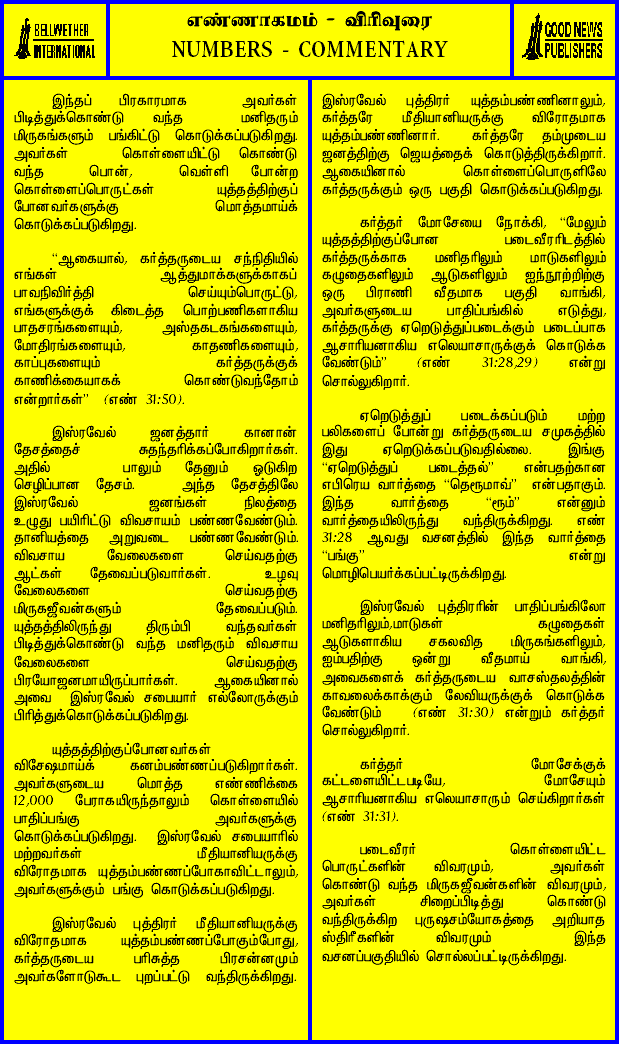 BELLWETHER
INTERNATIONAL
எண்ணாகமம் - விரிவுரை
NUMBERS - COMMENTARY
GOOD NEWS
PUBLISHERS
இந்தப் பிரகாரமாக அவர்கள்
பிடித்துக்கொண்டு வந்த மனிதரும்
மிருகங்களும் பங்கிட்டு கொடுக்கப்படுகிறது.
அவர்கள் கொள்ளையிட்டு கொண்டு
வந்த பொன், வெள்ளி போன்ற
கொள்ளைப்பொருட்கள் யுத்தத்திற்குப்
போனவர்களுக்கு மொத்தமாய்க்
கொடுக்கப்படுகிறது.
“ஆகையால், கர்த்தருடைய சந்நிதியில்
எங்கள் ஆத்துமாக்களுக்காகப்
பாவநிவிர்த்தி செய்யும்பொருட்டு,
எங்களுக்குக் கிடைத்த பொற்பணிகளாகிய
பாதசரங்களையும், அஸ்தகடகங்களையும்,
மோதிரங்களையும், காதணிகளையும்,
காப்புகளையும் கர்த்தருக்குக்
காணிக்கையாகக் கொண்டுவந்தோம்
என்றார்கள்” (எண் 31:50).
இஸ்ரவேல் ஜனத்தார் கானான்
தேசத்தைச் சுதந்தரிக்கப்போகிறார்கள்.
அதில் பாலும் தேனும் ஒடுகிற
செழிப்பான தேசம். அந்த தேசத்திலே
இஸ்ரவேல் ஜனங்கள் நிலத்தை
உழுது பயிரிட்டு விவசாயம் பண்ணவேண்டும்.
தானியத்தை அறுவடை பண்ணவேண்டும்.
விவசாய வேலைகளை செய்வதற்கு
ஆட்கள் தேவைப்படுவார்கள். உழவு
வேலைகளை செய்வதற்கு
மிருகஜீவன்களும் தேவைப்படும்.
யுத்தத்திலிருந்து திரும்பி வந்தவர்கள்
பிடித்துக்கொண்டு வந்த மனிதரும் விவசாய
வேலைகளை செய்வதற்கு
பிரயோஜனமாயிருப்பார்கள். ஆகையினால்
அவை இஸ்ரவேல் சபையார் எல்லோருக்கும்
பிரித்துக்கொடுக்கப்படுகிறது.
யுத்தத்திற்குப்போனவர்கள்
விசேஷமாய்க் கனம்பண்ணப்படுகிறார்கள்.
அவர்களுடைய மொத்த எண்ணிக்கை
12,000 பேராகயிருந்தாலும் கொள்ளையில்
பாதிப்பங்கு அவர்களுக்கு
கொடுக்கப்படுகிறது. இஸ்ரவேல் சபையாரில்
மற்றவர்கள் மீதியானியருக்கு
விரோதமாக யுத்தம்பண்ணப்போகாவிட்டாலும்,
அவர்களுக்கும் பங்கு கொடுக்கப்படுகிறது.
இஸ்ரவேல் புத்திரர் மீதியானியருக்கு
விரோதமாக யுத்தம்பண்ணப்போகும்போது,
கர்த்தருடைய பரிசுத்த பிரசன்னமும்
அவர்களோடுகூட புறப்பட்டு வந்திருக்கிறது.
இஸ்ரவேல் புத்திரர் யுத்தம்பண்ணினாலும்,
கர்த்தரே மீதியானியருக்கு விரோதமாக
யுத்தம்பண்ணினார். கர்த்தரே தம்முடைய
ஜனத்திற்கு ஜெயத்தைக் கொடுத்திருக்கிறார்.
ஆகையினால் கொள்ளைப்பொருளிலே
கர்த்தருக்கும் ஒரு பகுதி கொடுக்கப்படுகிறது.
கர்த்தர் மோசேயை நோக்கி, “மேலும்
யுத்தத்திற்குப்போன படைவீரரிடத்தில்
கர்த்தருக்காக மனிதரிலும் மாடுகளிலும்
கழுதைகளிலும் ஆடுகளிலும் ஐந்நூற்றிற்கு
ஒரு பிராணி வீதமாக பகுதி வாங்கி,
அவர்களுடைய பாதிப்பங்கில் எடுத்து,
கர்த்தருக்கு ஏறெடுத்துப்படைக்கும் படைப்பாக
ஆசாரியனாகிய எலெயாசாருக்குக் கொடுக்க
வேண்டும்” (எண் 31:28,29) என்று
சொல்லுகிறார்.
ஏறெடுத்துப் படைக்கப்படும் மற்ற
பலிகளைப் போன்று கர்த்தருடைய சமுகத்தில்
இது ஏறெடுக்கப்படுவதில்லை. இங்கு
“ஏறெடுத்துப் படைத்தல்” என்பதற்கான
எபிரெய வார்த்தை “தெரூமாவ்” என்பதாகும்.
இந்த வார்த்தை “ரூம்” என்னும்
வார்த்தையிலிருந்து வந்திருக்கிறது. எண்
31:28 ஆவது வசனத்தில் இந்த வார்த்தை
“பங்கு” என்று
மொழிபெயர்க்கப்பட்டிருக்கிறது.
இஸ்ரவேல் புத்திரரின் பாதிப்பங்கிலோ
மனிதரிலும்,மாடுகள் கழுதைகள்
ஆடுகளாகிய சகலவித மிருகங்களிலும்,
ஐம்பதிற்கு ஒன்று வீதமாய் வாங்கி,
அவைகளைக் கர்த்தருடைய வாசஸ்தலத்தின்
காவலைக்காக்கும் லேவியருக்குக் கொடுக்க
வேண்டும் (எண் 31:30) என்றும் கர்த்தர்
சொல்லுகிறார்.
கர்த்தர் மோசேக்குக்
கட்டளையிட்டபடியே, மோசேயும்
ஆசாரியனாகிய எலெயாசாரும் செய்கிறார்கள்
(எண் 31:31).
படைவீரர் கொள்ளையிட்ட
பொருட்களின் விவரமும், அவர்கள்
கொண்டு வந்த மிருகஜீவன்களின் விவரமும்,
அவர்கள் சிறைப்பிடித்து கொண்டு
வந்திருக்கிற புருஷசம்யோகத்தை அறியாத
ஸ்திரீகளின் விவரமும் இந்த
வசனப்பகுதியில் சொல்லப்பட்டிருக்கிறது.